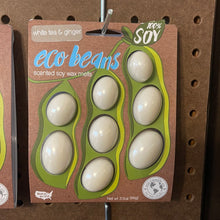 white tea & ginger
100%
SOY
eco beans
scented soy wax melts